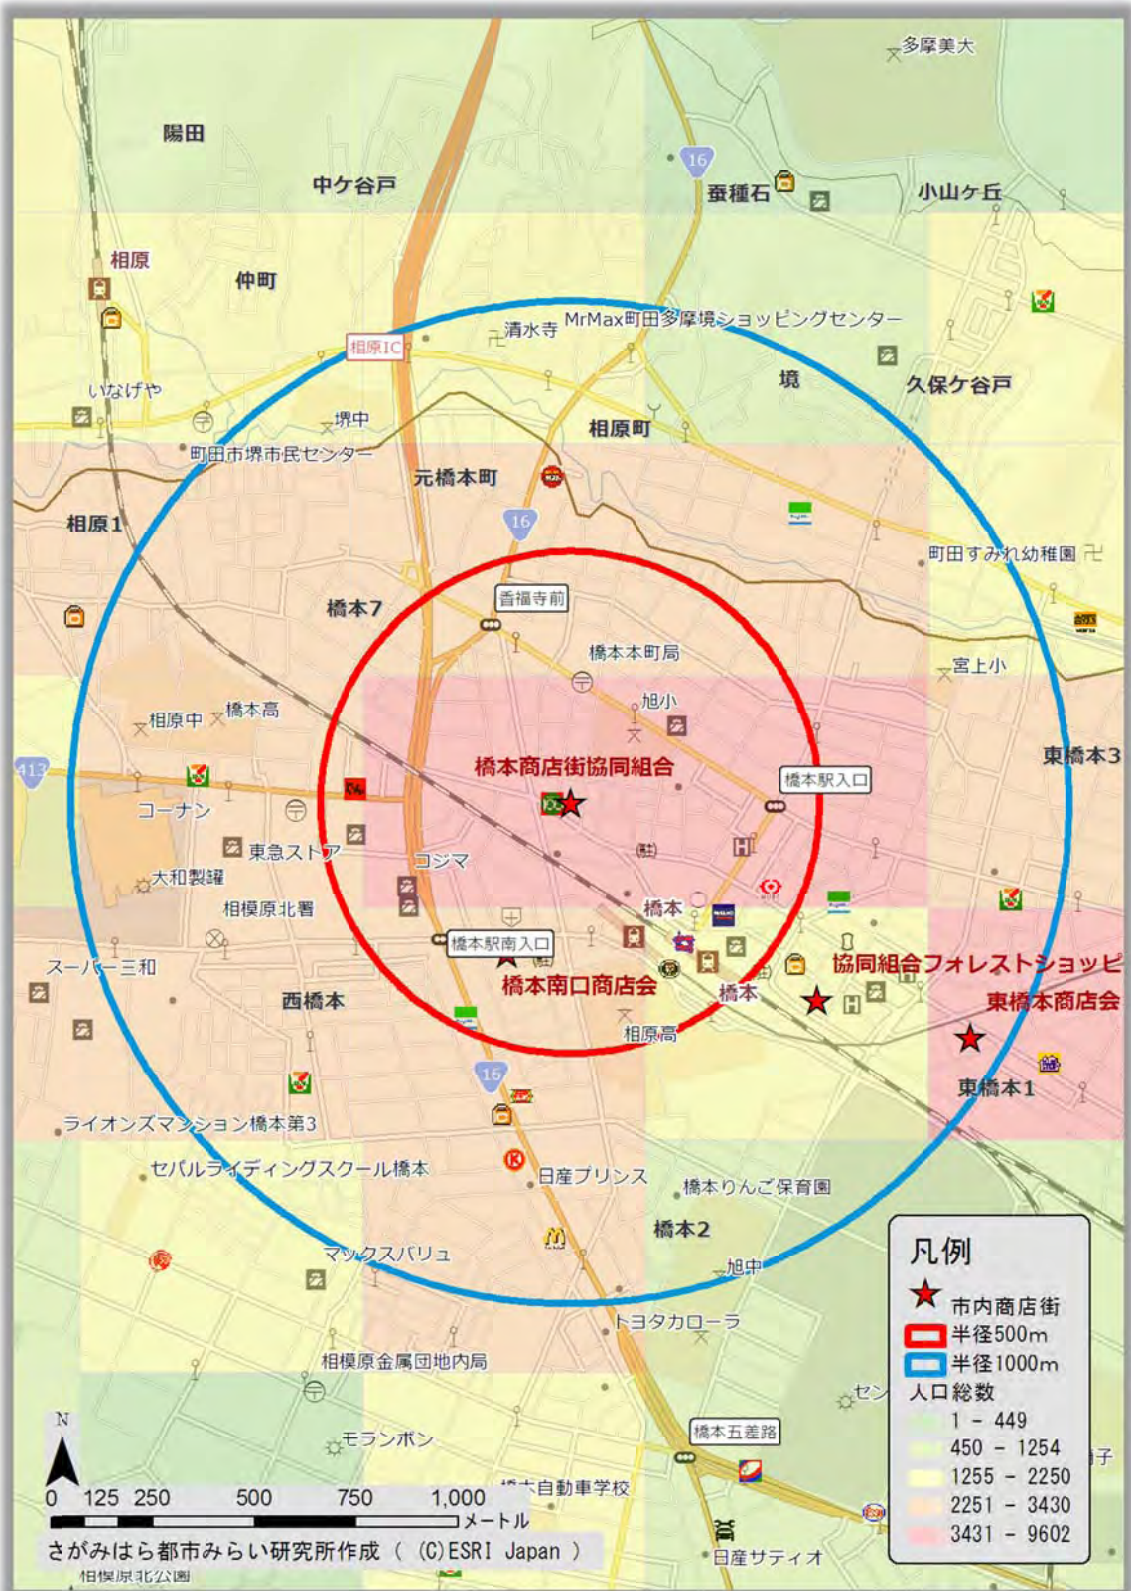 多摩美大
陽田
16
中ケ谷戸
蚕種石
小山ケ丘
相原
仲町
MrMax町田多摩境ショッピングセンター
清水寺
相原IC
境
久保ケ谷戸
いなげや
堺中
相原町
町田市堺市民センター
元橋本町
相原1
16
町田すみれ幼稚園
香福寺前
橋本7
橋本本町局
宮上小
旭小
橋本高
相原中
東橋本3
橋本商店街協同組合
413
橋本駅入口
コーナン
(駐)
東急ストア
コジマ
大和製罐
相模原北署
橋本
橋本駅南入口
スーパー三和
協同組合フォレストショッピ
橋本南口商店会
橋本
西橋本
東橋本商店会
相原高
16
東橋本1
ライオンズマンション橋本第3
セパルライディングスクール橋本
日産プリンス
橋本りんご保育園
橋本2
マックスバリュ
旭中
トヨタカローラ
相模原金属団地内局
セン
橋本五差路
モランボン
橋本自動車学校
日産サティオ
相模原北公園
凡例
市内商店街
半径500m
半径1000m
人口総数
1 - 449
450 - 1254
1255 - 2250
2251 - 3430
3431 - 9602
N
0 125 250 500 750 1,000
メートル
さがみはら都市みらい研究所作成 ( (C)ESRI Japan )